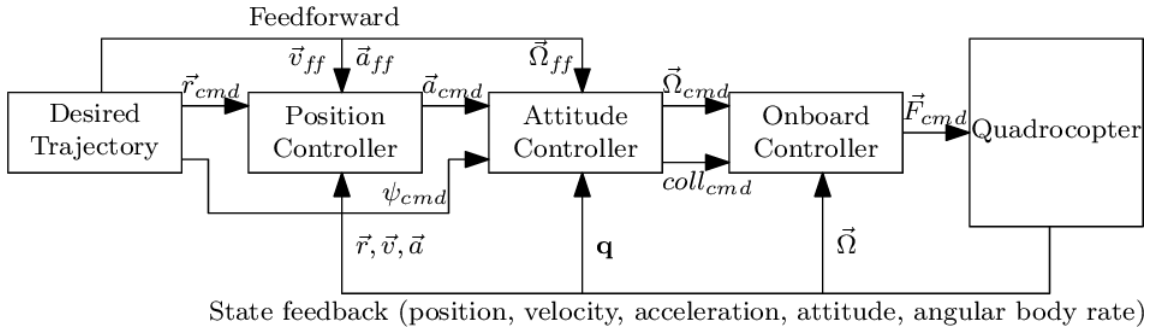 Feedforward
v⃗_ff a⃗_ff Ω⃗_ff
r⃗_cmd a⃗_cmd Ω⃗_cmd F⃗_cmd
Desired
Trajectory
Position
Controller
Attitude
Controller
Onboard
Controller
Quadrocopter
ψ_cmd coll_cmd
r⃗, v⃗, a⃗ q Ω⃗
State feedback (position, velocity, acceleration, attitude, angular body rate)